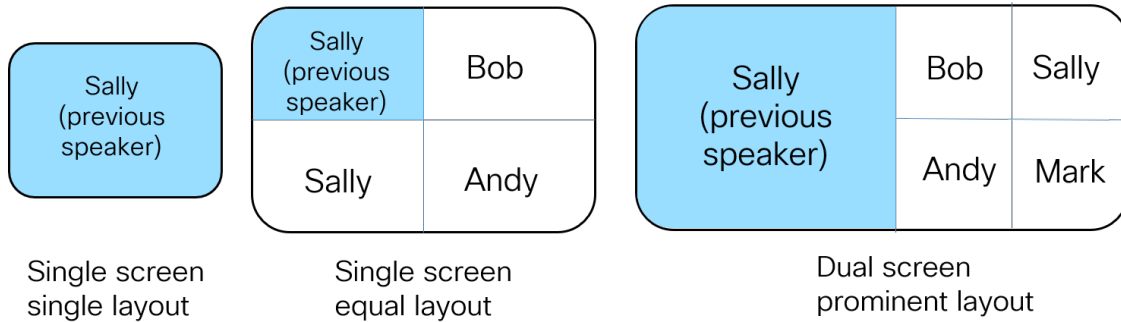 Sally
(previous
speaker)
Single screen
single layout
Sally
(previous
speaker)
Bob
Sally
Andy
Single screen
equal layout
Sally
(previous
speaker)
Bob
Sally
Andy
Mark
Dual screen
prominent layout